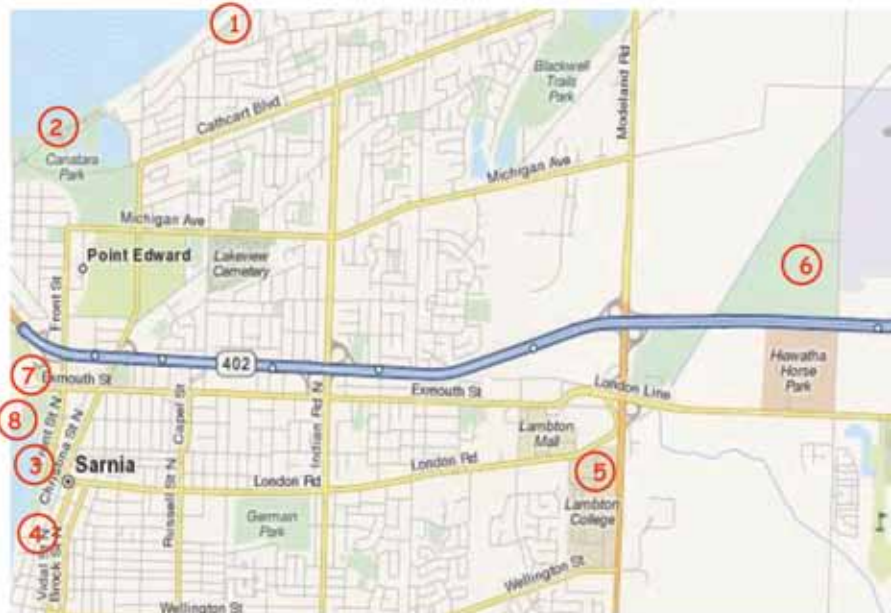 1
Blackwell
Trails
Park
Modeland Rd
Cathcart Blvd
2
Canatara
Park
Michigan Ave
Michigan Ave
Point Edward
Lakeview
Cemetery
6
Front St
402
Hiawatha
Horse
Park
7
Exmouth St
Exmouth St
London Line
Capel St
Indian Rd N
8
Christina St N
Lambton
Mall
3
Sarnia
London Rd
London Rd
5
Lambton
College
Russell St N
Germain
Park
4
Vidal St N
Brock St N
Wellington St
Wellington St